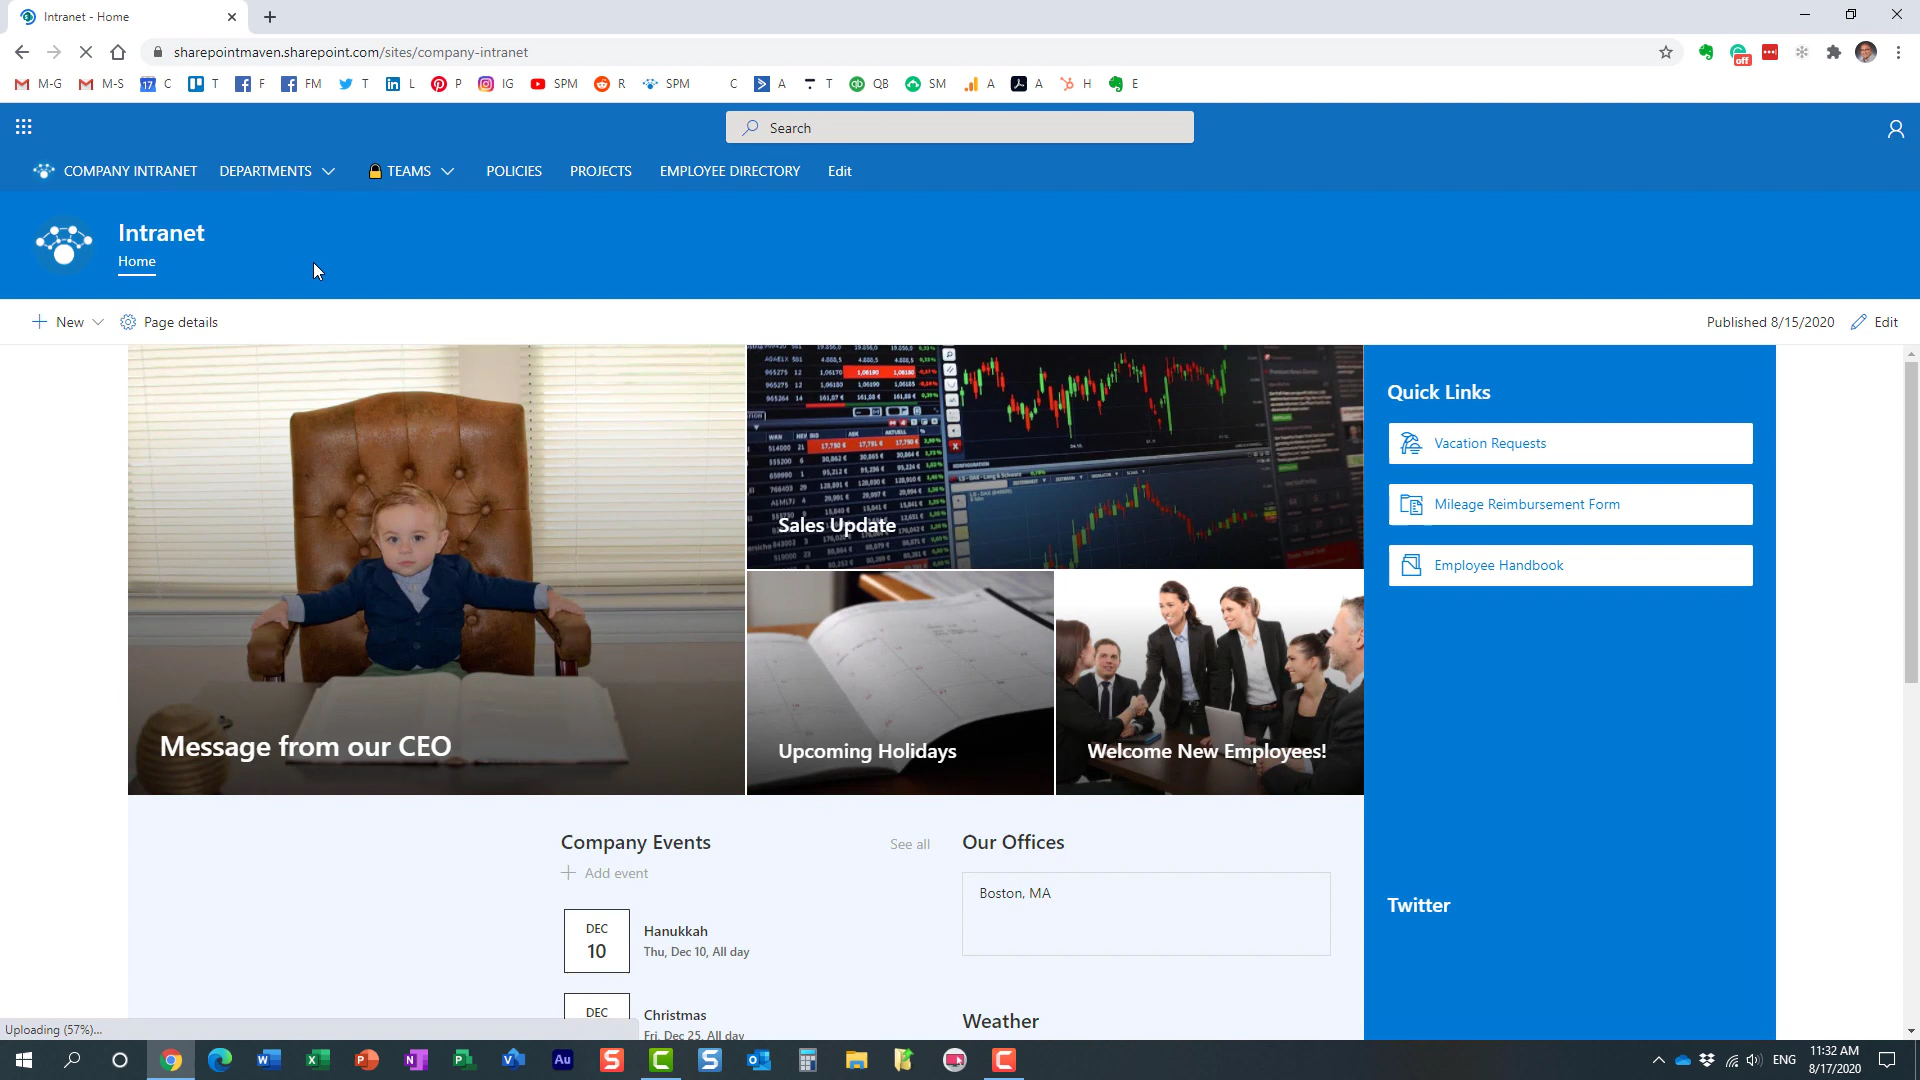 Intranet - Home
sharepointmaven.sharepoint.com/sites/company-intranet
off
M-G M-S 17 C T F FM T L P IG SPM R SPM C A T QB SM A A H E
Search
COMPANY INTRANET DEPARTMENTS TEAMS POLICIES PROJECTS EMPLOYEE DIRECTORY Edit
Intranet
Home
New Page details Published 8/15/2020 Edit
Sales Update
Message from our CEO
Upcoming Holidays
Welcome New Employees!
Quick Links
Vacation Requests
Mileage Reimbursement Form
Employee Handbook
Twitter
Company Events See all
Add event
DEC
10
Hanukkah
Thu, Dec 10, All day
DEC
Christmas
Fri, Dec 25, All day
Our Offices
Boston, MA
Weather
Uploading (57%)...
Au
ENG
11:32 AM
8/17/2020